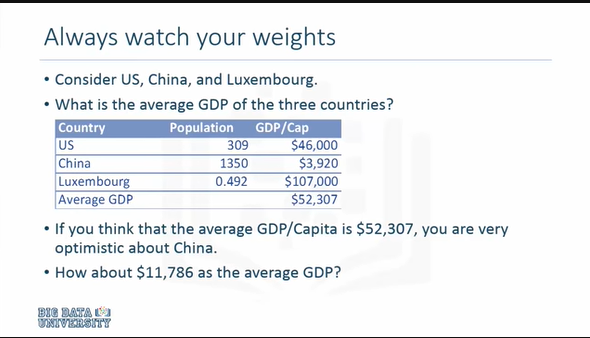 Always watch your weights
• Consider US, China, and Luxembourg.
• What is the average GDP of the three countries?
Country Population GDP/Cap
US 309 $46,000
China 1350 $3,920
Luxembourg 0.492 $107,000
Average GDP $52,307
• If you think that the average GDP/Capita is $52,307, you are very
optimistic about China.
• How about $11,786 as the average GDP?
BIG DATA
UNIVERSITY